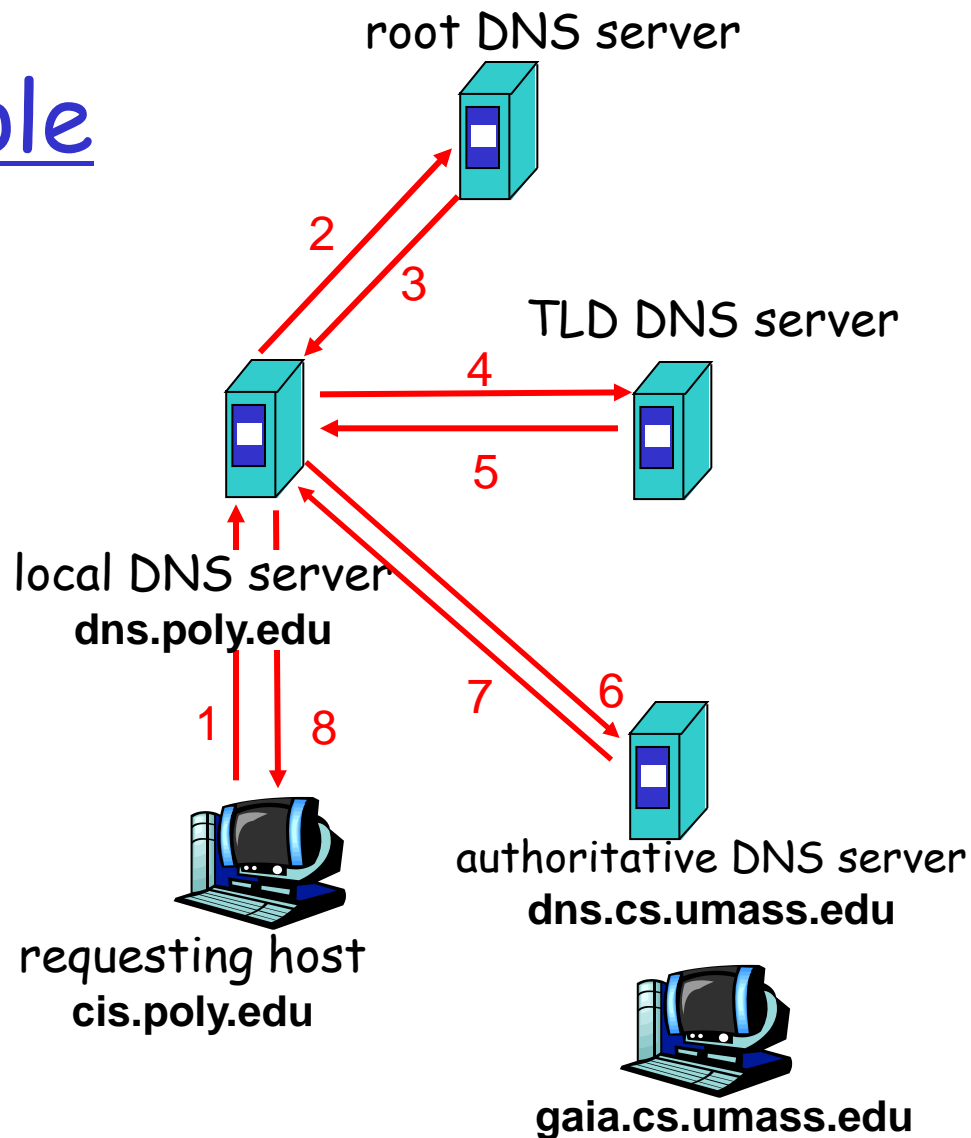 root DNS server
ple
2
3
TLD DNS server
4
5
local DNS server
dns.poly.edu
7
6
1
8
authoritative DNS server
dns.cs.umass.edu
requesting host
cis.poly.edu
gaia.cs.umass.edu